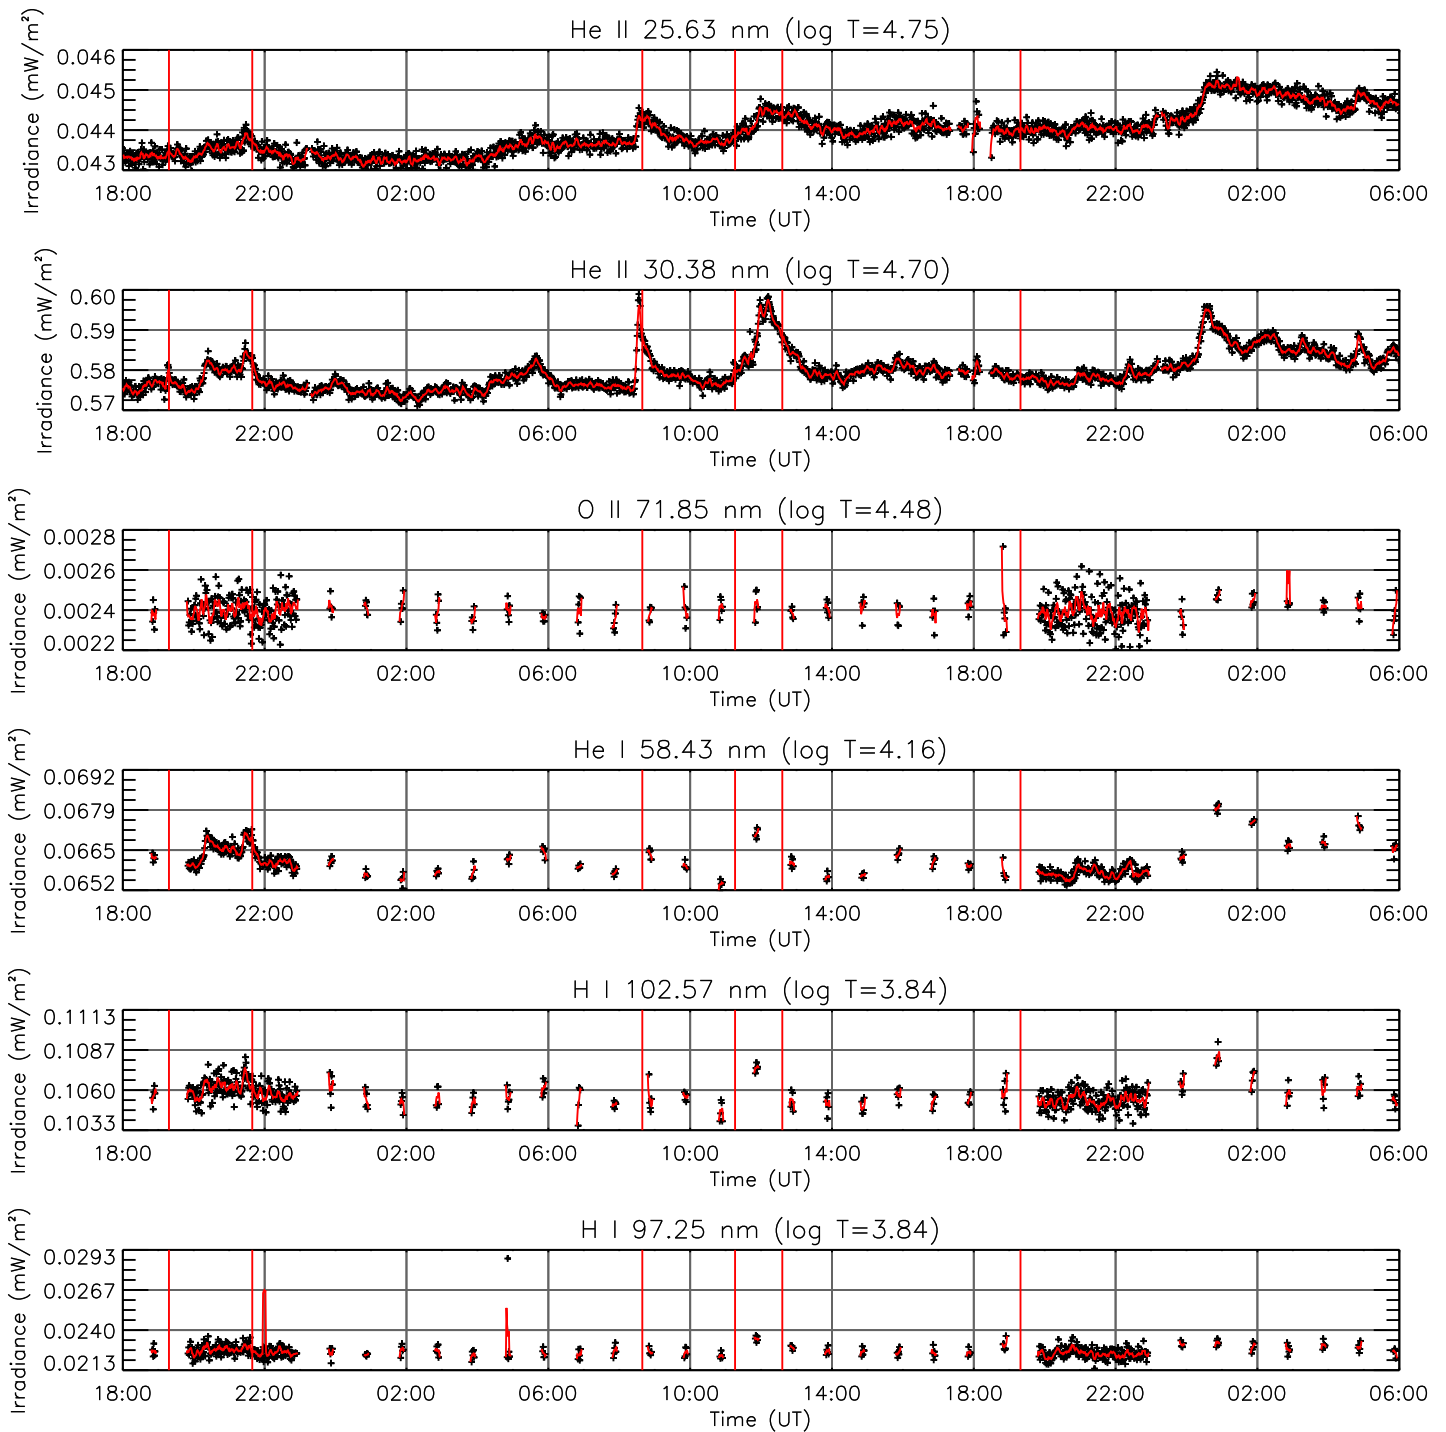 He II 25.63 nm (log T=4.75)
Irradiance (mW/m²)
0.046
0.045
0.044
0.043
18:00 22:00 02:00 06:00 10:00 14:00 18:00 22:00 02:00 06:00
Time (UT)
He II 30.38 nm (log T=4.70)
Irradiance (mW/m²)
0.60
0.59
0.58
0.57
18:00 22:00 02:00 06:00 10:00 14:00 18:00 22:00 02:00 06:00
Time (UT)
O II 71.85 nm (log T=4.48)
Irradiance (mW/m²)
0.0028
0.0026
0.0024
0.0022
18:00 22:00 02:00 06:00 10:00 14:00 18:00 22:00 02:00 06:00
Time (UT)
He I 58.43 nm (log T=4.16)
Irradiance (mW/m²)
0.0692
0.0679
0.0665
0.0652
18:00 22:00 02:00 06:00 10:00 14:00 18:00 22:00 02:00 06:00
Time (UT)
H I 102.57 nm (log T=3.84)
Irradiance (mW/m²)
0.1113
0.1087
0.1060
0.1033
18:00 22:00 02:00 06:00 10:00 14:00 18:00 22:00 02:00 06:00
Time (UT)
H I 97.25 nm (log T=3.84)
Irradiance (mW/m²)
0.0293
0.0267
0.0240
0.0213
18:00 22:00 02:00 06:00 10:00 14:00 18:00 22:00 02:00 06:00
Time (UT)